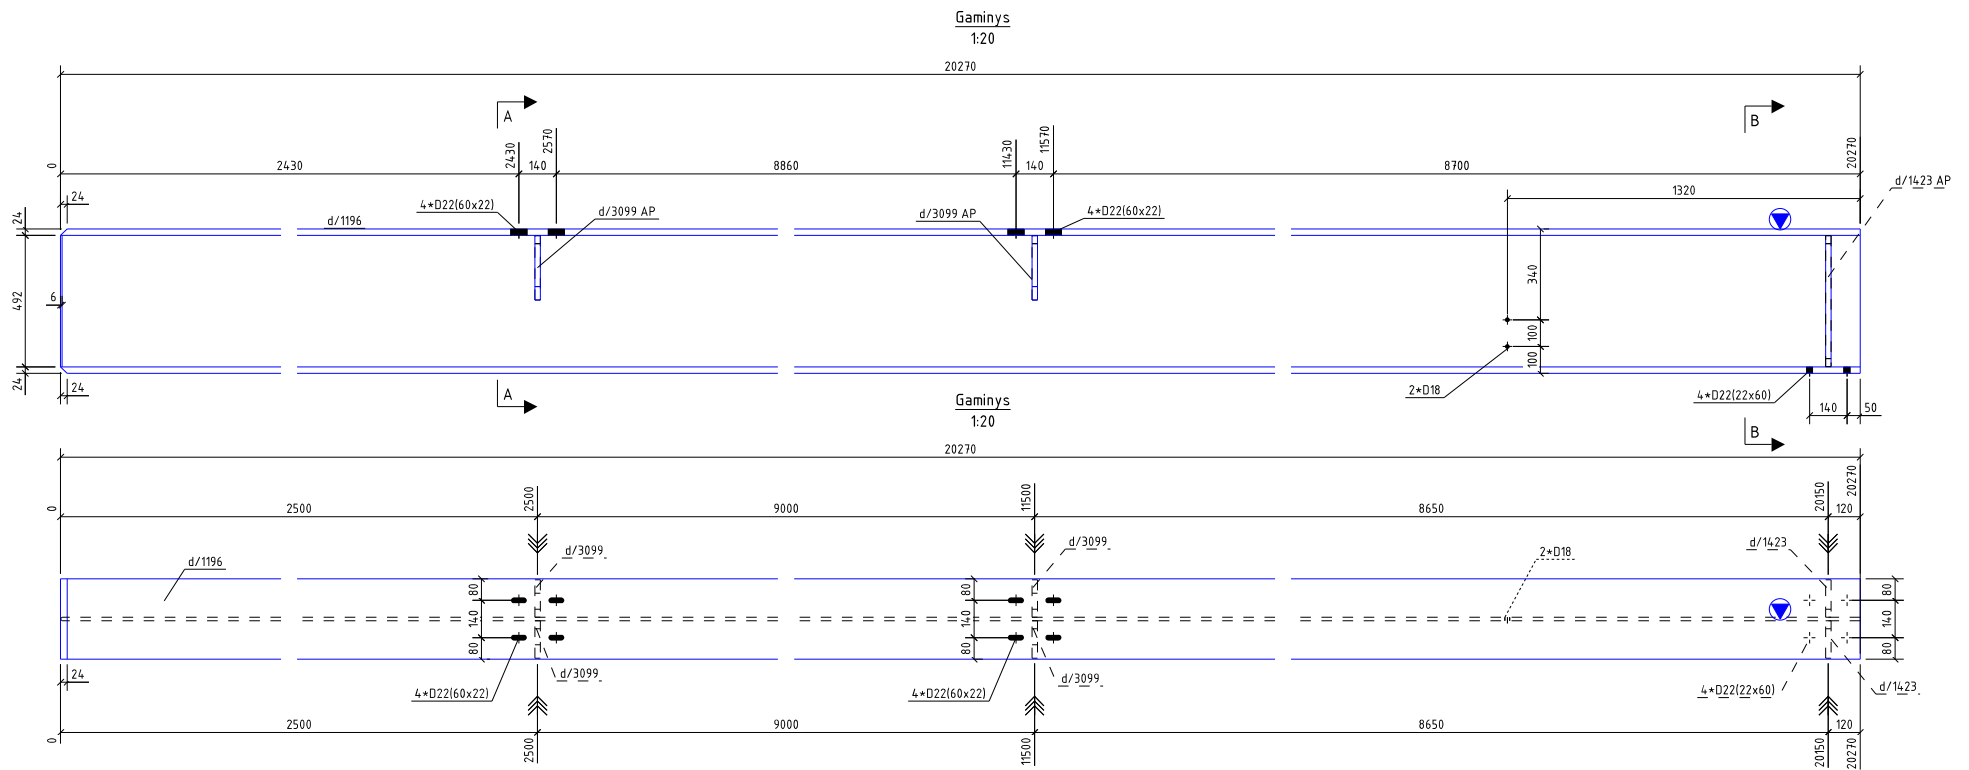 Gaminys
1:20
20270
A
B
0
2430
2430
140
2570
8860
11430
140
11570
8700
20270
1320
d/1423 AP
24
24
d/1196
4*D22(60x22)
d/3099 AP
d/3099 AP
4*D22(60x22)
492
6
340
100
100
24
24
2*D18
4*D22(22x60)
140
50
A
B
Gaminys
1:20
20270
0
2500
2500
9000
11500
8650
20150
120
20270
d/1196
d/3099
d/3099
2*D18
d/1423
80
140
80
80
140
80
80
140
80
24
4*D22(60x22)
d/3099
4*D22(60x22)
d/3099
4*D22(22x60)
d/1423
0
2500
2500
9000
11500
8650
20150
120
20270